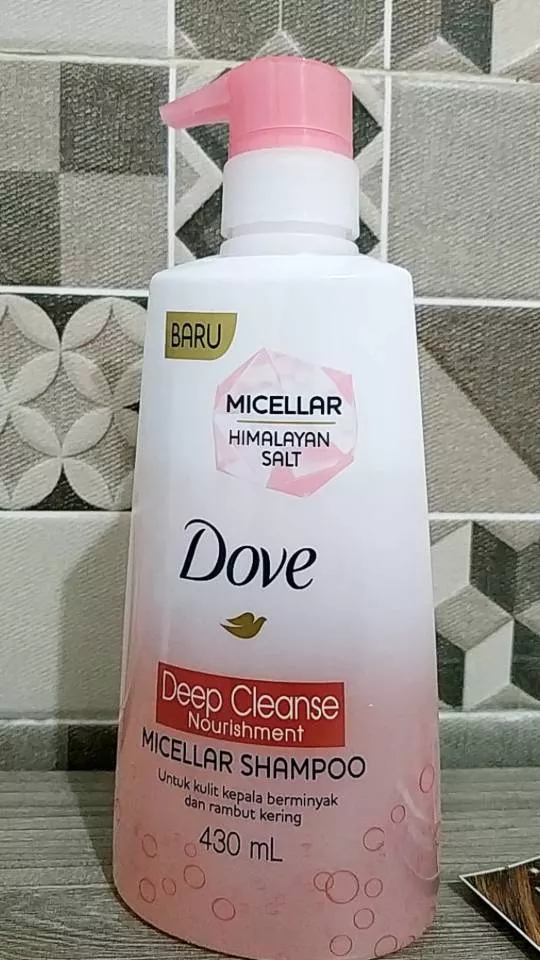 BARU
MICELLAR
HIMALAYAN
SALT
Dove
Deep Cleanse
Nourishment
MICELLAR SHAMPOO
Untuk kulit kepala berminyak
dan rambut kering
430 mL